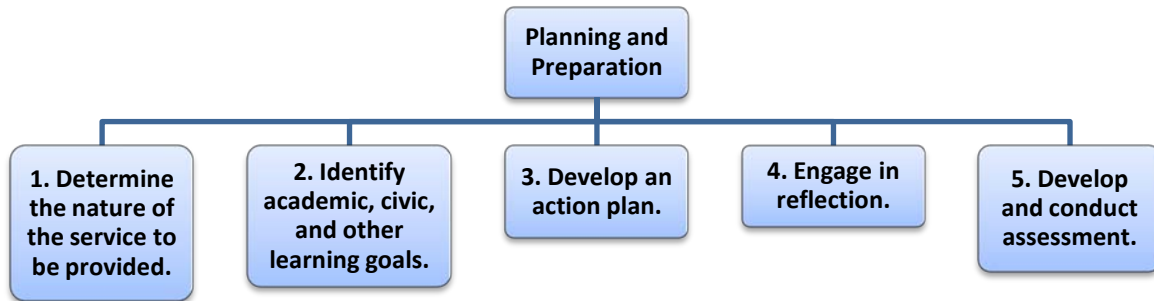 Planning and
Preparation
1. Determine
the nature of
the service to
be provided.
2. Identify
academic, civic,
and other
learning goals.
3. Develop an
action plan.
4. Engage in
reflection.
5. Develop
and conduct
assessment.